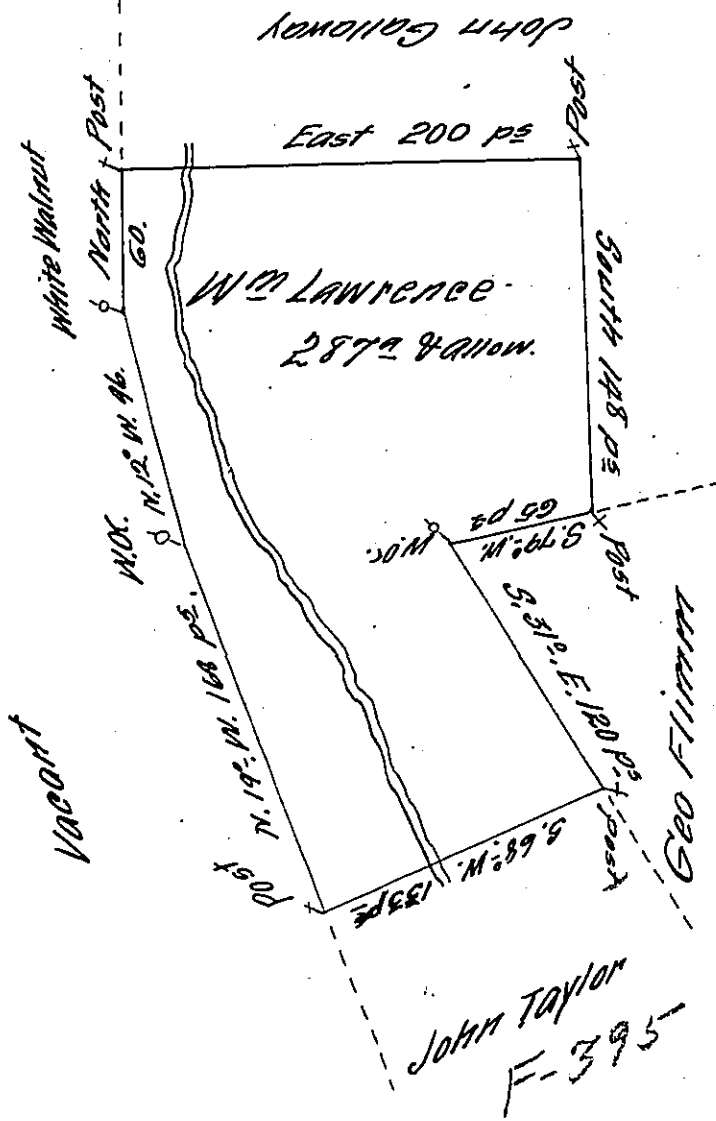 John Gallaway
Post
East 200 ps
Post
White Walnut
North
60.
Wm Lawrence.
287a & allow.
South 148 ps
N. 12° W. 96.
W.O.
W.O.
S. 79° W.
65 ps
Post
S. 31° E. 120 ps
Post
Geo Flimm
Vacant
N. 19° W. 168 ps.
Post
S. 68° W.
133 ps
John Taylor
F-395